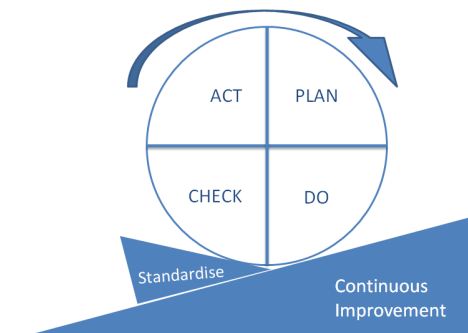 ACT
PLAN
CHECK
DO
Standardise
Continuous
Improvement